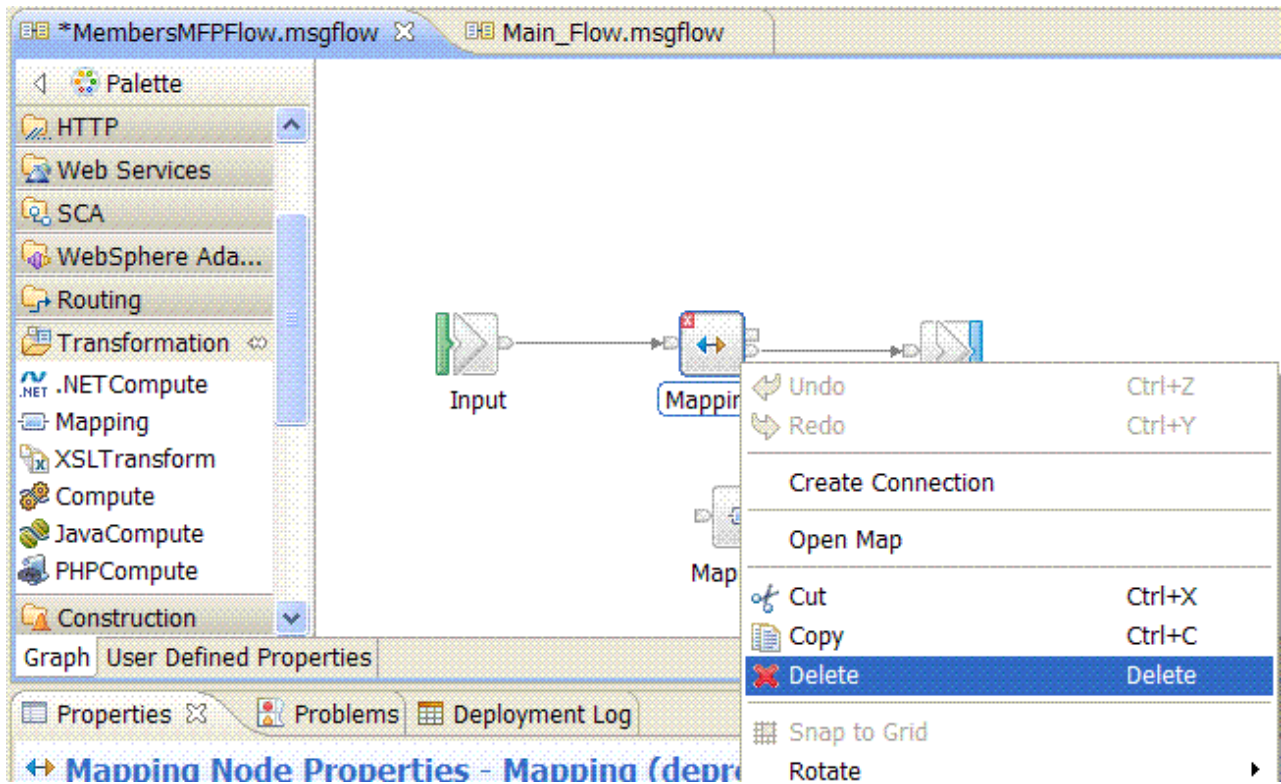 *MembersMFPFlow.msgflow Main_Flow.msgflow
Palette
HTTP
Web Services
SCA
WebSphere Ada...
Routing
Transformation
.NET .NETCompute
Mapping
XSLTransform
Compute
JavaCompute
PHPCompute
Construction
Graph User Defined Properties
Input
Mappin
Map
Undo Ctrl+Z
Redo Ctrl+Y
Create Connection
Open Map
Cut Ctrl+X
Copy Ctrl+C
Delete Delete
Snap to Grid
Rotate
Properties Problems Deployment Log
Mapping Node Properties - Mapping (depre